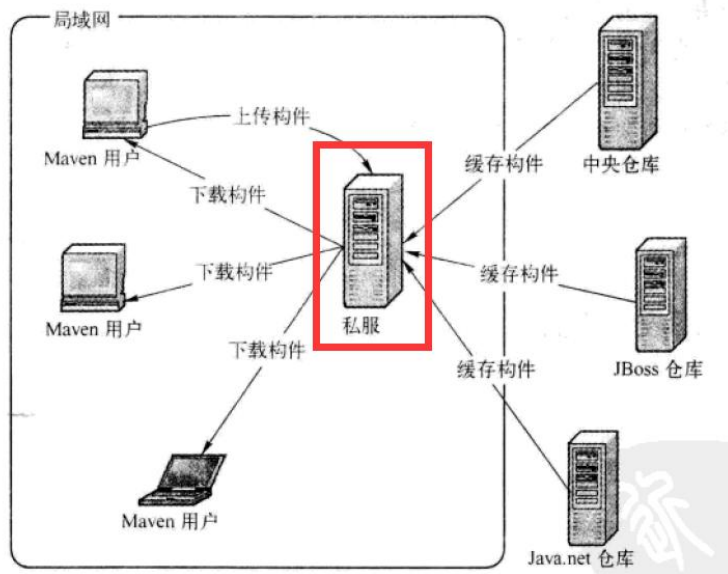 局域网
上传构件
Maven 用户
缓存构件
中央仓库
下载构件
下载构件
缓存构件
Maven 用户
私服
下载构件
缓存构件
JBoss 仓库
Maven 用户
Java.net 仓库